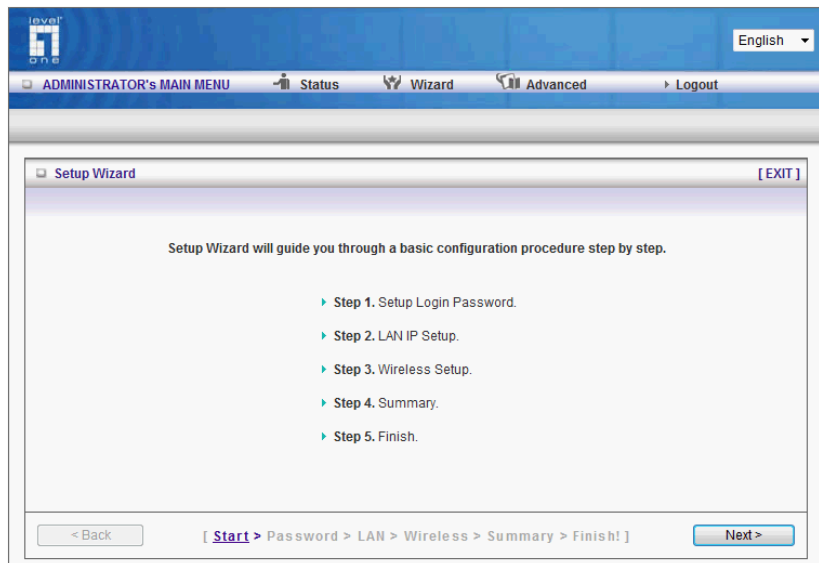 level
one
English
ADMINISTRATOR's MAIN MENU Status Wizard Advanced Logout
Setup Wizard [ EXIT ]
Setup Wizard will guide you through a basic configuration procedure step by step.
Step 1. Setup Login Password.
Step 2. LAN IP Setup.
Step 3. Wireless Setup.
Step 4. Summary.
Step 5. Finish.
< Back [ Start > Password > LAN > Wireless > Summary > Finish! ] Next >